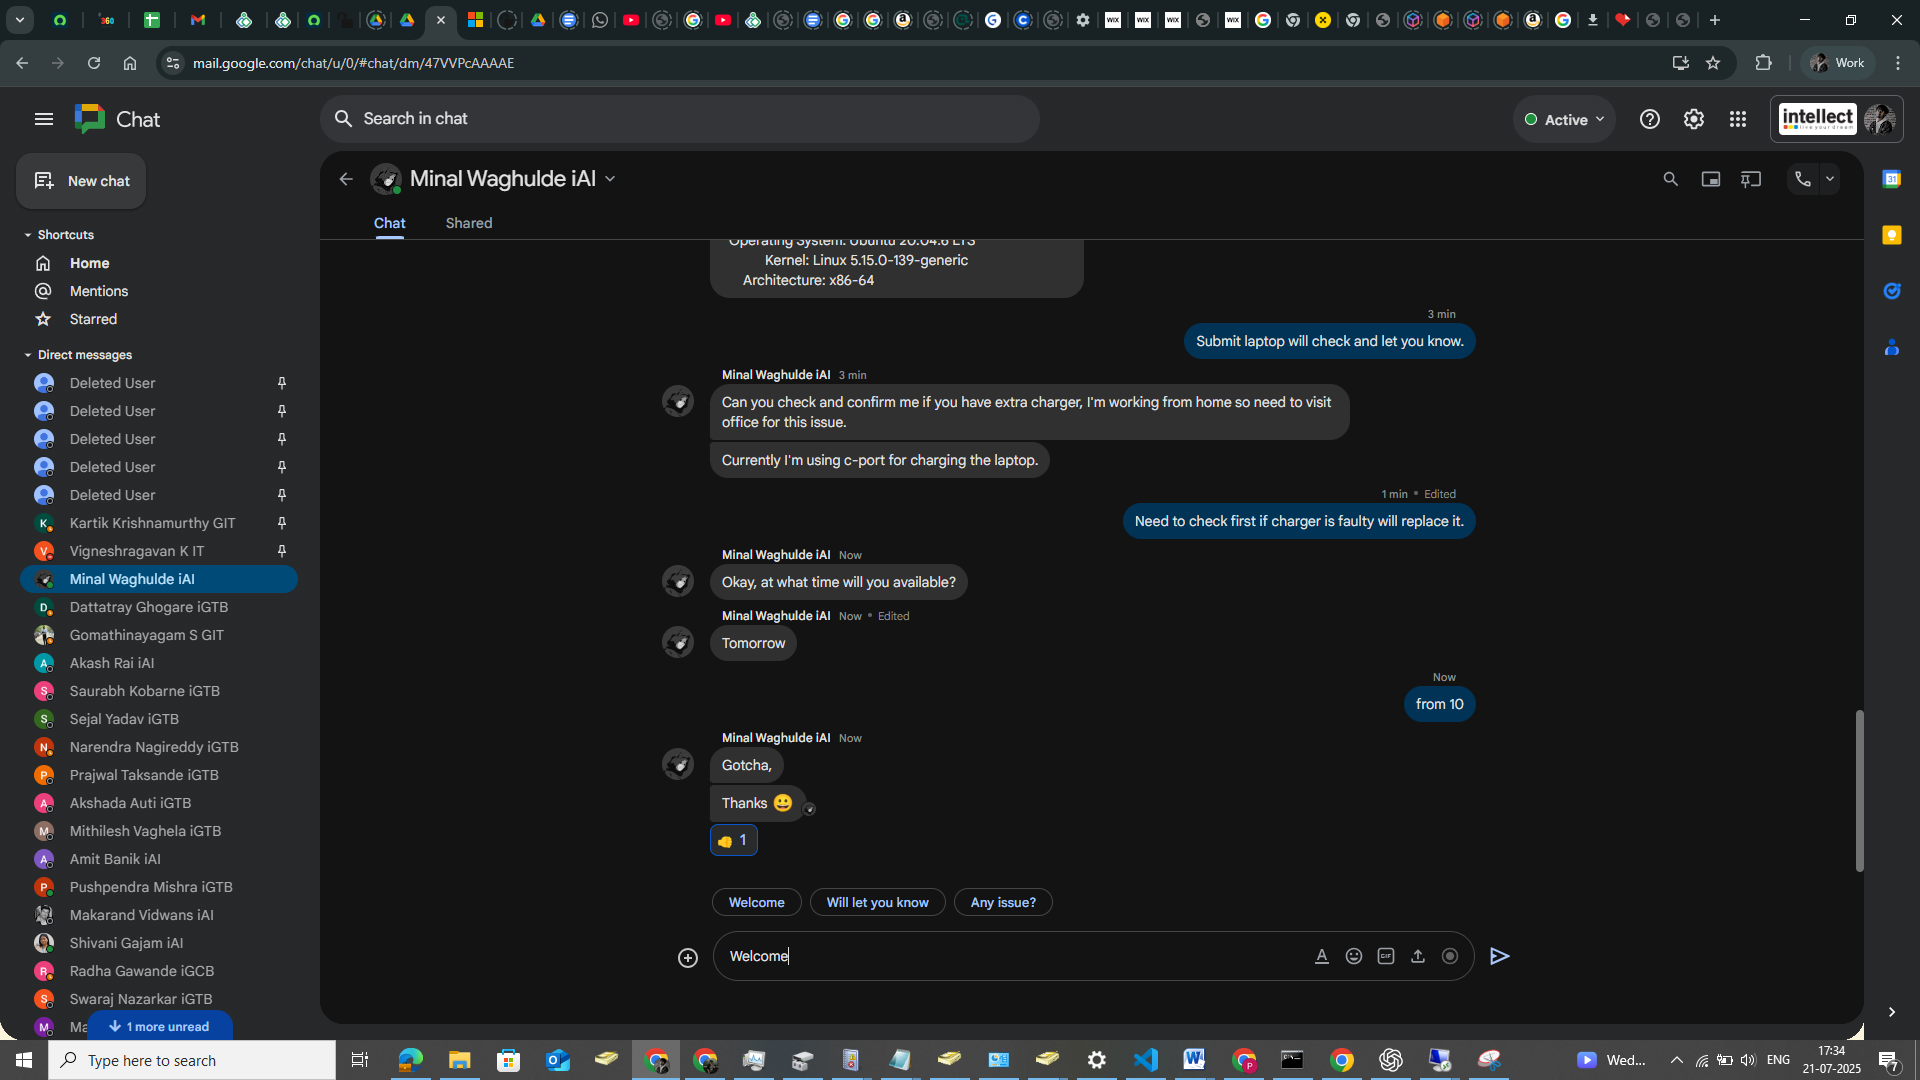 360
WiX
WiX
WiX
WiX
mail.google.com/chat/u/0/#chat/dm/47VVPcAAAAE
Work
Chat
Search in chat
Active
intellect
New chat
Minal Waghulde iAI
Chat
Shared
Shortcuts
Home
Mentions
Starred
Direct messages
Deleted User
Deleted User
Deleted User
Deleted User
Deleted User
K
Kartik Krishnamurthy GIT
V
Vigneshragavan K IT
Minal Waghulde iAI
D
Dattatray Ghogare iGTB
Gomathinayagam S GIT
A
Akash Rai iAI
S
Saurabh Kobarne iGTB
S
Sejal Yadav iGTB
N
Narendra Nagireddy iGTB
P
Prajwal Taksande iGTB
A
Akshada Auti iGTB
M
Mithilesh Vaghela iGTB
A
Amit Banik iAI
P
Pushpendra Mishra iGTB
Makarand Vidwans iAI
Shivani Gajam iAI
R
Radha Gawande iGCB
S
Swaraj Nazarkar iGTB
M
Ma
1 more unread
Operating System: Ubuntu 20.04.6 LTS
Kernel: Linux 5.15.0-139-generic
Architecture: x86-64
3 min
Submit laptop will check and let you know.
Minal Waghulde iAI 3 min
Can you check and confirm me if you have extra charger, I'm working from home so need to visit
office for this issue.
Currently I'm using c-port for charging the laptop.
1 min • Edited
Need to check first if charger is faulty will replace it.
Minal Waghulde iAI Now
Okay, at what time will you available?
Minal Waghulde iAI Now • Edited
Tomorrow
Now
from 10
Minal Waghulde iAI Now
Gotcha,
Thanks 😀
👍 1
Welcome
Will let you know
Any issue?
Welcome
A
GIF
31
Type here to search
Wed...
ENG
17:34
21-07-2025
7